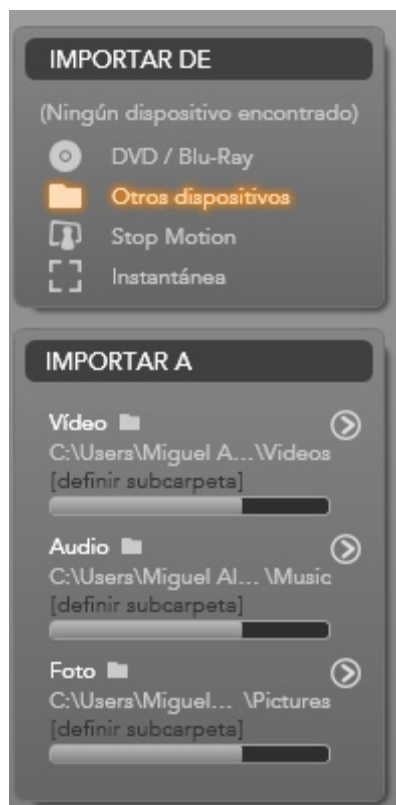 IMPORTAR DE
(Ningún dispositivo encontrado)
DVD / Blu-Ray
Otros dispositivos
Stop Motion
Instantánea
IMPORTAR A
Vídeo
C:\Users\Miguel A...\Videos
[definir subcarpeta]
Audio
C:\Users\Miguel Al... \Music
[definir subcarpeta]
Foto
C:\Users\Miguel... \Pictures
[definir subcarpeta]